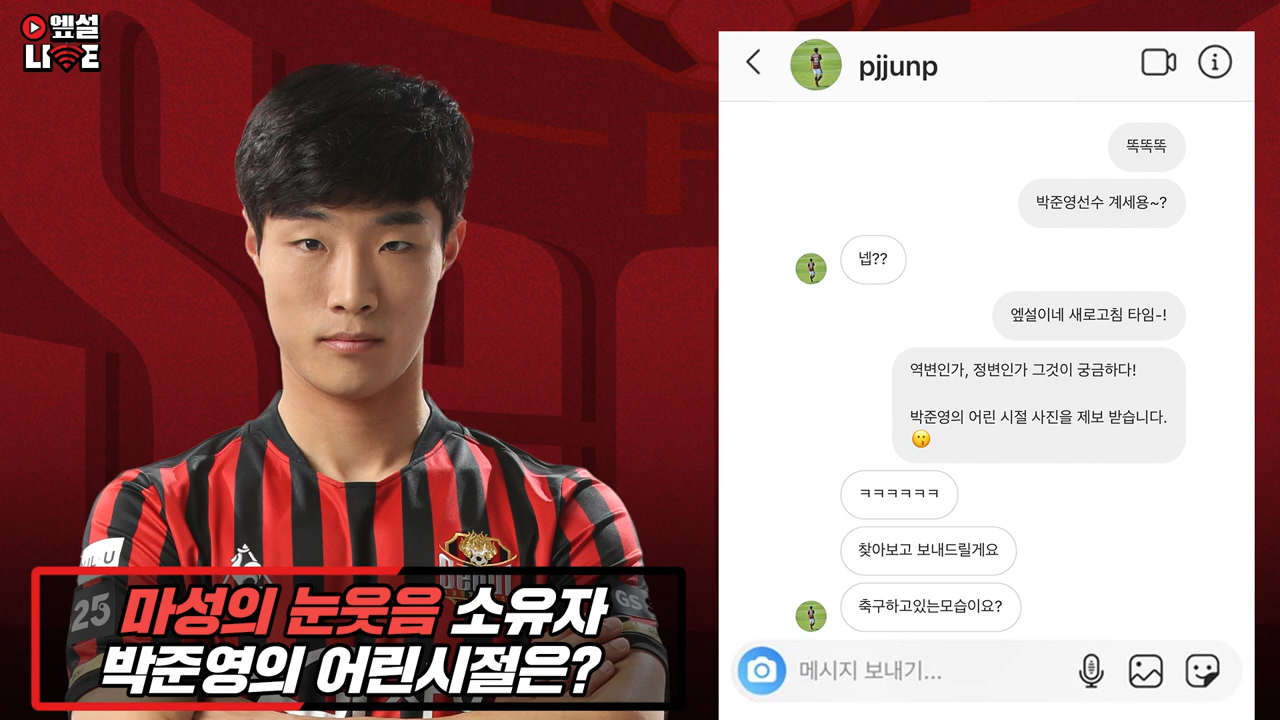 엪설
LIVE
25
GS
마성의 눈웃음 소유자
박준영의 어린시절은?
pjjunp
똑똑똑
박준영선수 계세용~?
넵??
엪설이네 새로고침 타임-!
역변인가, 정변인가 그것이 궁금하다!
박준영의 어린 시절 사진을 제보 받습니다.
😗
ㅋㅋㅋㅋㅋㅋ
찾아보고 보내드릴게요
축구하고있는모습이요?
메시지 보내기...